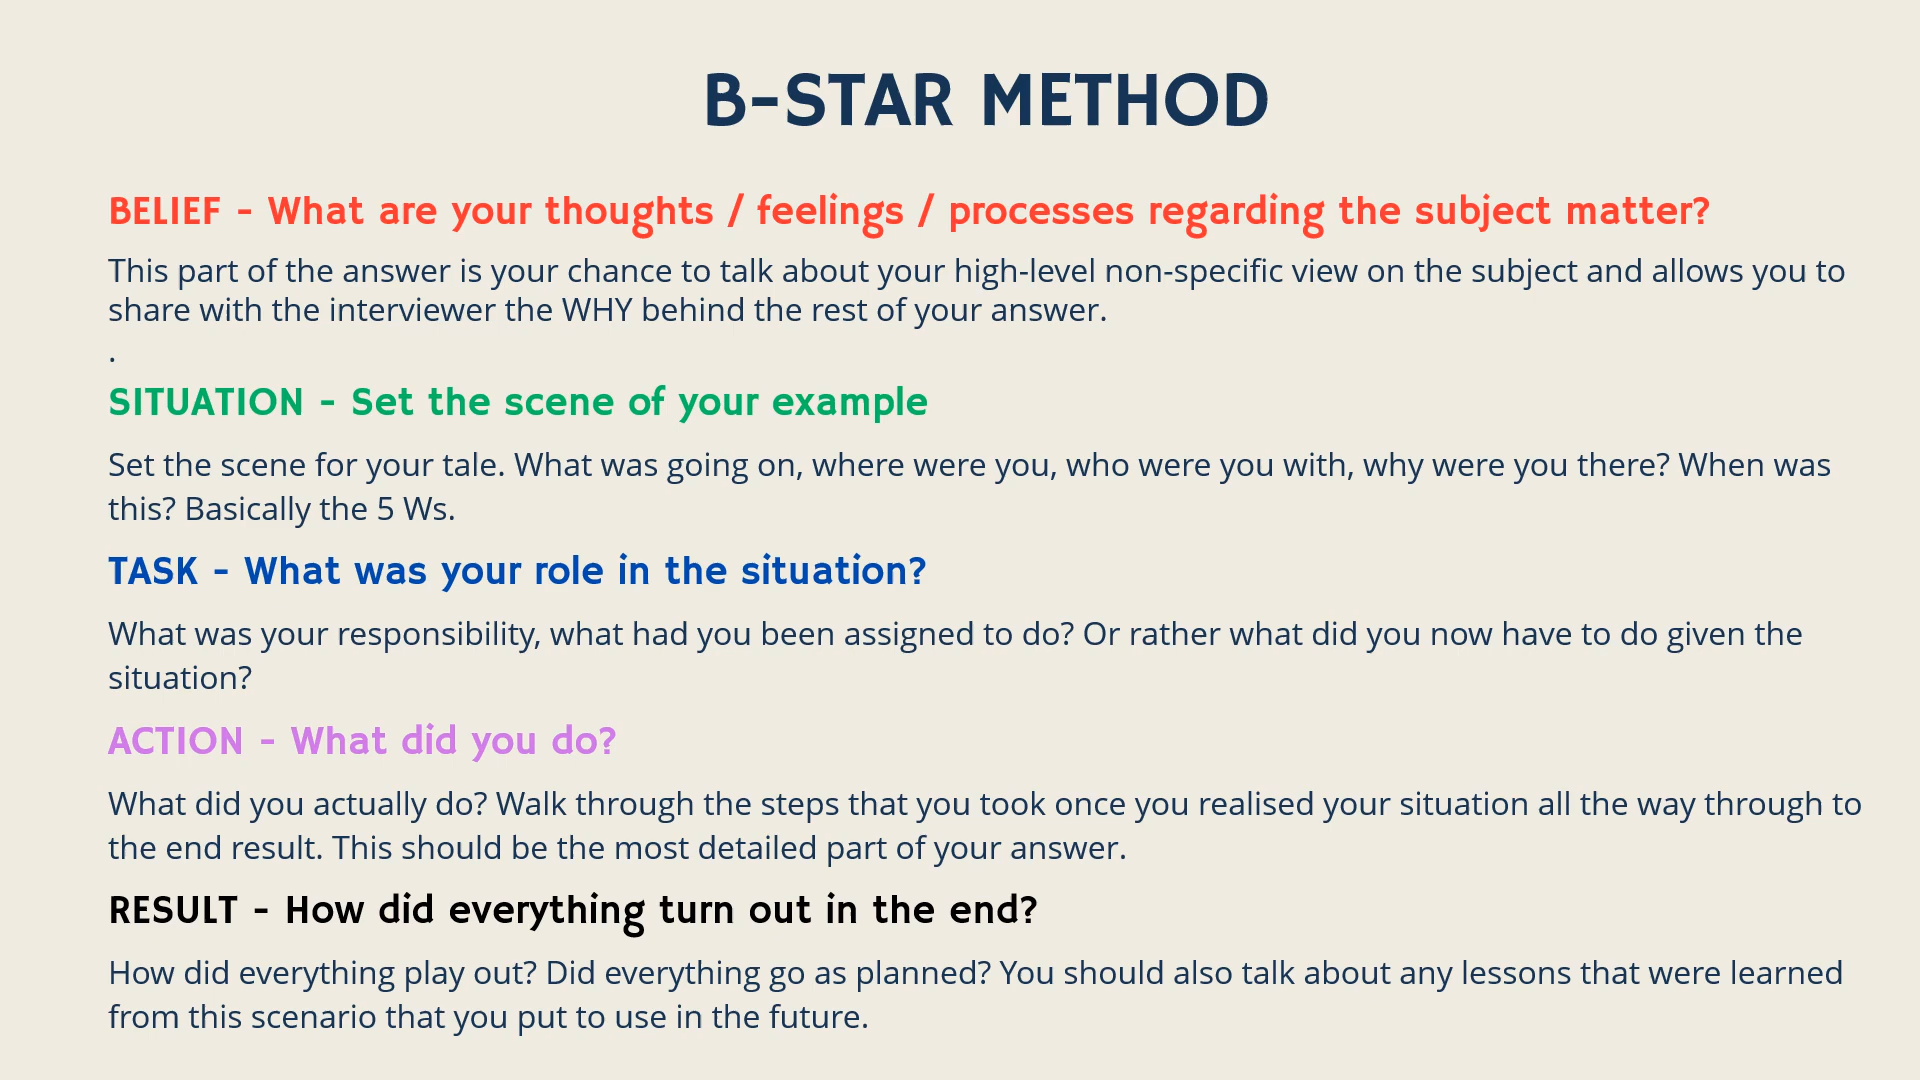 B-STAR METHOD
BELIEF - What are your thoughts / feelings / processes regarding the subject matter?
This part of the answer is your chance to talk about your high-level non-specific view on the subject and allows you to
share with the interviewer the WHY behind the rest of your answer.
.
SITUATION - Set the scene of your example
Set the scene for your tale. What was going on, where were you, who were you with, why were you there? When was
this? Basically the 5 Ws.
TASK - What was your role in the situation?
What was your responsibility, what had you been assigned to do? Or rather what did you now have to do given the
situation?
ACTION - What did you do?
What did you actually do? Walk through the steps that you took once you realised your situation all the way through to
the end result. This should be the most detailed part of your answer.
RESULT - How did everything turn out in the end?
How did everything play out? Did everything go as planned? You should also talk about any lessons that were learned
from this scenario that you put to use in the future.